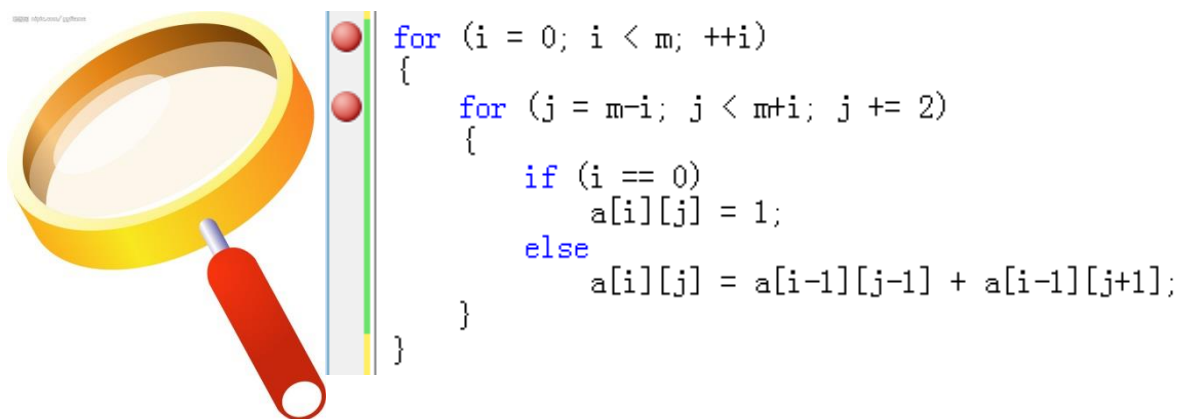 for (i = 0; i < m; ++i)
{
    for (j = m-i; j < m+i; j += 2)
    {
        if (i == 0)
            a[i][j] = 1;
        else
            a[i][j] = a[i-1][j-1] + a[i-1][j+1];
    }
}